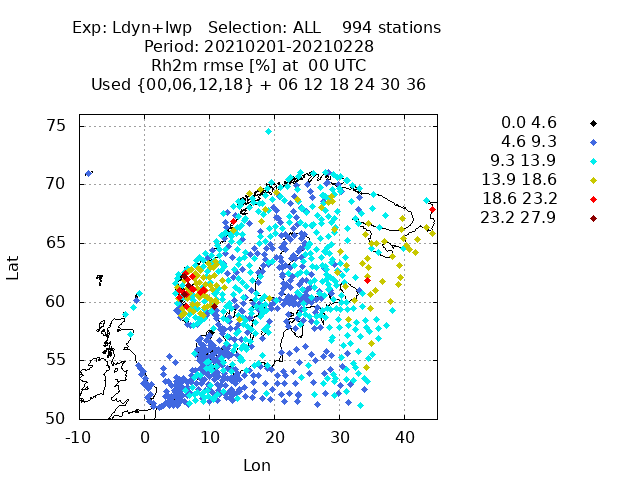 Exp: Ldyn+lwp   Selection: ALL    994 stations
Period: 20210201-20210228
Rh2m rmse [%] at  00 UTC
Used {00,06,12,18} + 06 12 18 24 30 36
75
70
65
60
55
50
-10 0 10 20 30 40
Lat
Lon
0.0 4.6
4.6 9.3
9.3 13.9
13.9 18.6
18.6 23.2
23.2 27.9